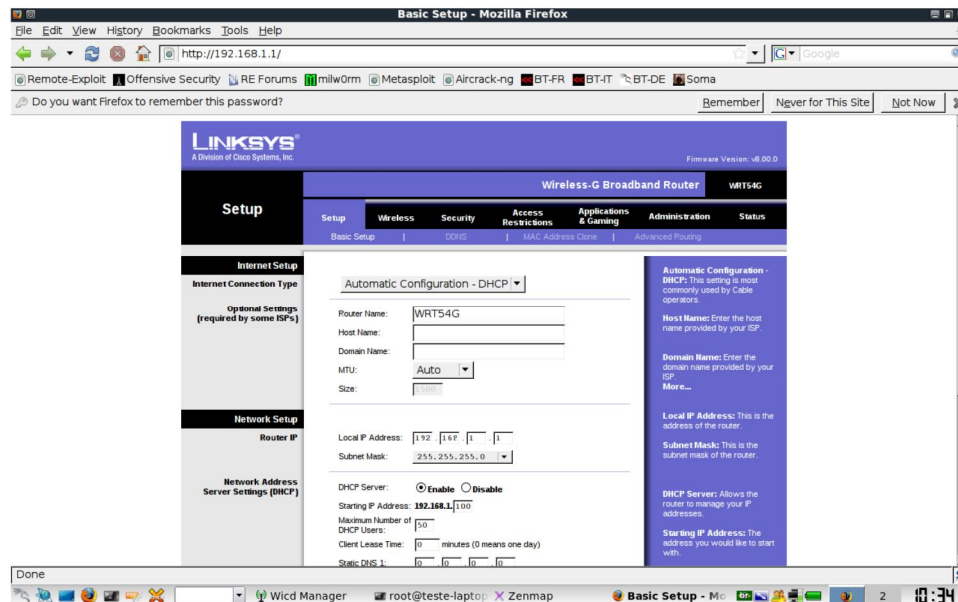 Basic Setup - Mozilla Firefox
File Edit View History Bookmarks Tools Help
http://192.168.1.1/
Google
Remote-Exploit Offensive Security RE Forums milw0rm Metasploit Aircrack-ng BT-FR BT-IT BT-DE Soma
Do you want Firefox to remember this password?
Remember Never for This Site Not Now
LINKSYS®
A Division of Cisco Systems, Inc.
Firmware Version: v8.00.0
Wireless-G Broadband Router WRT54G
Setup
Setup Wireless Security Access Restrictions Applications & Gaming Administration Status
Basic Setup | DDNS | MAC Address Clone | Advanced Routing
Internet Setup
Internet Connection Type
Automatic Configuration - DHCP
Optional Settings
(required by some ISPs)
Router Name: WRT54G
Host Name:
Domain Name:
MTU: Auto
Size: 1500
Network Setup
Router IP
Local IP Address: 192 . 168 . 1 . 1
Subnet Mask: 255.255.255.0
Network Address
Server Settings (DHCP)
DHCP Server: Enable Disable
Starting IP Address: 192.168.1. 100
Maximum Number of
DHCP Users: 50
Client Lease Time: 0 minutes (0 means one day)
Static DNS 1: 0 . 0 . 0 . 0
Automatic Configuration -
DHCP: This setting is most
commonly used by Cable
operators.
Host Name: Enter the host
name provided by your ISP.
Domain Name: Enter the
domain name provided by your
ISP.
More...
Local IP Address: This is the
address of the router.
Subnet Mask: This is the
subnet mask of the router.
DHCP Server: Allows the
router to manage your IP
addresses.
Starting IP Address: The
address you would like to start
with.
Done
Wicd Manager root@teste-laptop Zenmap Basic Setup - Mo 2 10:34